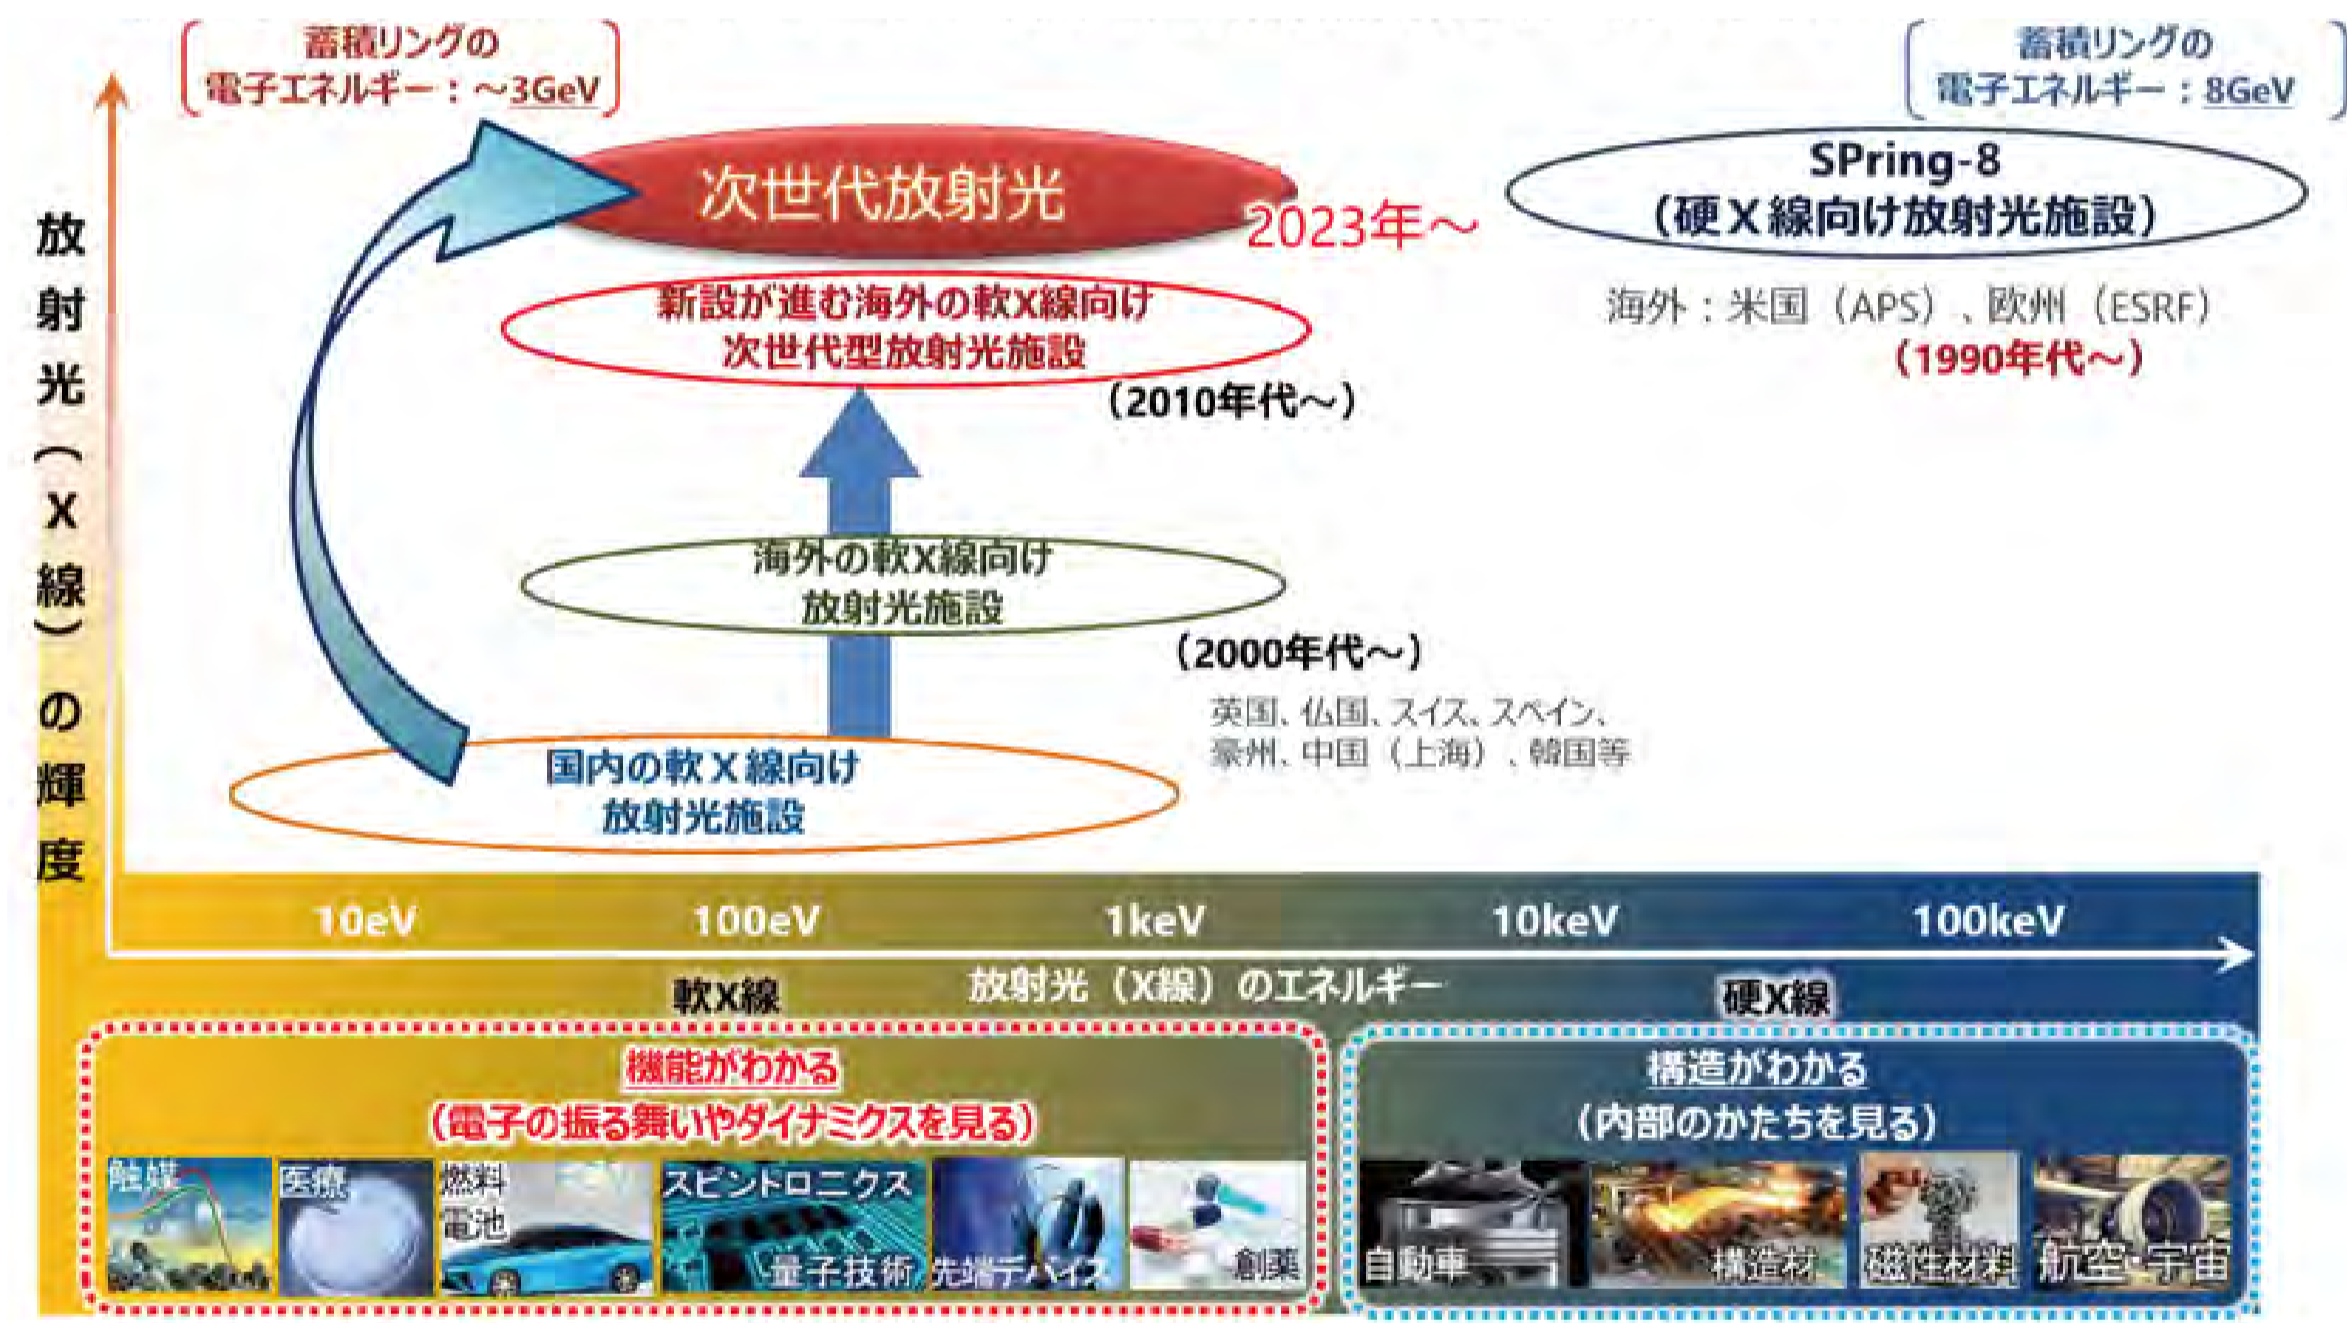 蓄積リングの
電子エネルギー：～3GeV
蓄積リングの
電子エネルギー：8GeV
放射光（X線）の輝度
次世代放射光
2023年～
SPring-8
（硬X線向け放射光施設）
海外：米国（APS）、欧州（ESRF）
（1990年代～）
新設が進む海外の軟X線向け
次世代型放射光施設
（2010年代～）
海外の軟X線向け
放射光施設
（2000年代～）
英国、仏国、スイス、スペイン、
豪州、中国（上海）、韓国等
国内の軟X線向け
放射光施設
10eV 100eV 1keV 10keV 100keV
放射光（X線）のエネルギー
軟X線
硬X線
機能がわかる
（電子の振る舞いやダイナミクスを見る）
触媒
医療
燃料
電池
スピントロニクス
量子技術
先端デバイス
創薬
構造がわかる
（内部のかたちを見る）
自動車
構造材
磁性材料
航空・宇宙